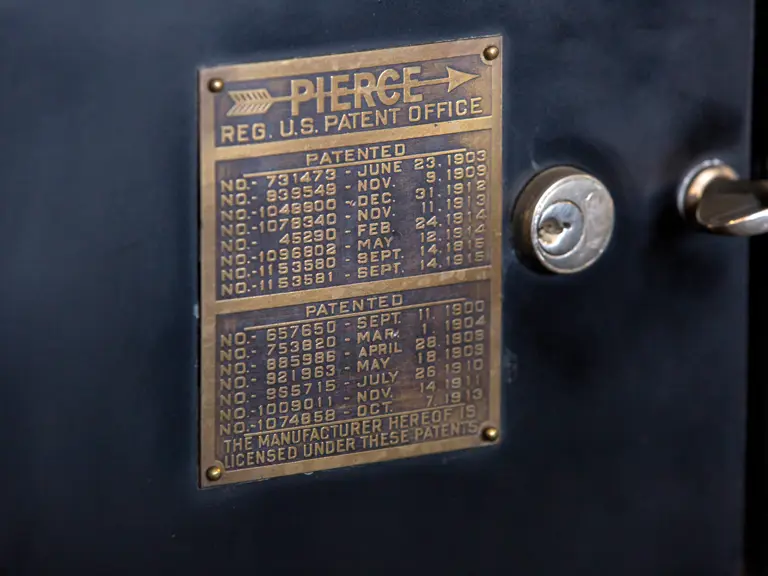 PIERCE
REG. U.S. PATENT OFFICE
PATENTED
NO.- 731473 - JUNE 23.1903
NO.- 939549 - NOV. 9.1909
NO.- 1048800 - DEC. 31.1912
NO.- 1078340 - NOV. 11.1913
NO.- 45290 - FEB. 24.1914
NO.- 1096802 - MAY 12.1914
NO.- 1153580 - SEPT. 14.1915
NO.- 1153581 - SEPT. 14.1915
PATENTED
NO.- 657650 - SEPT. 11.1900
NO.- 753820 - MAR. 1.1904
NO.- 885986 - APRIL 28.1908
NO.- 921963 - MAY 18.1909
NO.- 955715 - JULY 26.1910
NO.- 1009011 - NOV. 14.1911
NO.- 1074858 - OCT. 7.1913
THE MANUFACTURER HEREOF IS
LICENSED UNDER THESE PATENTS